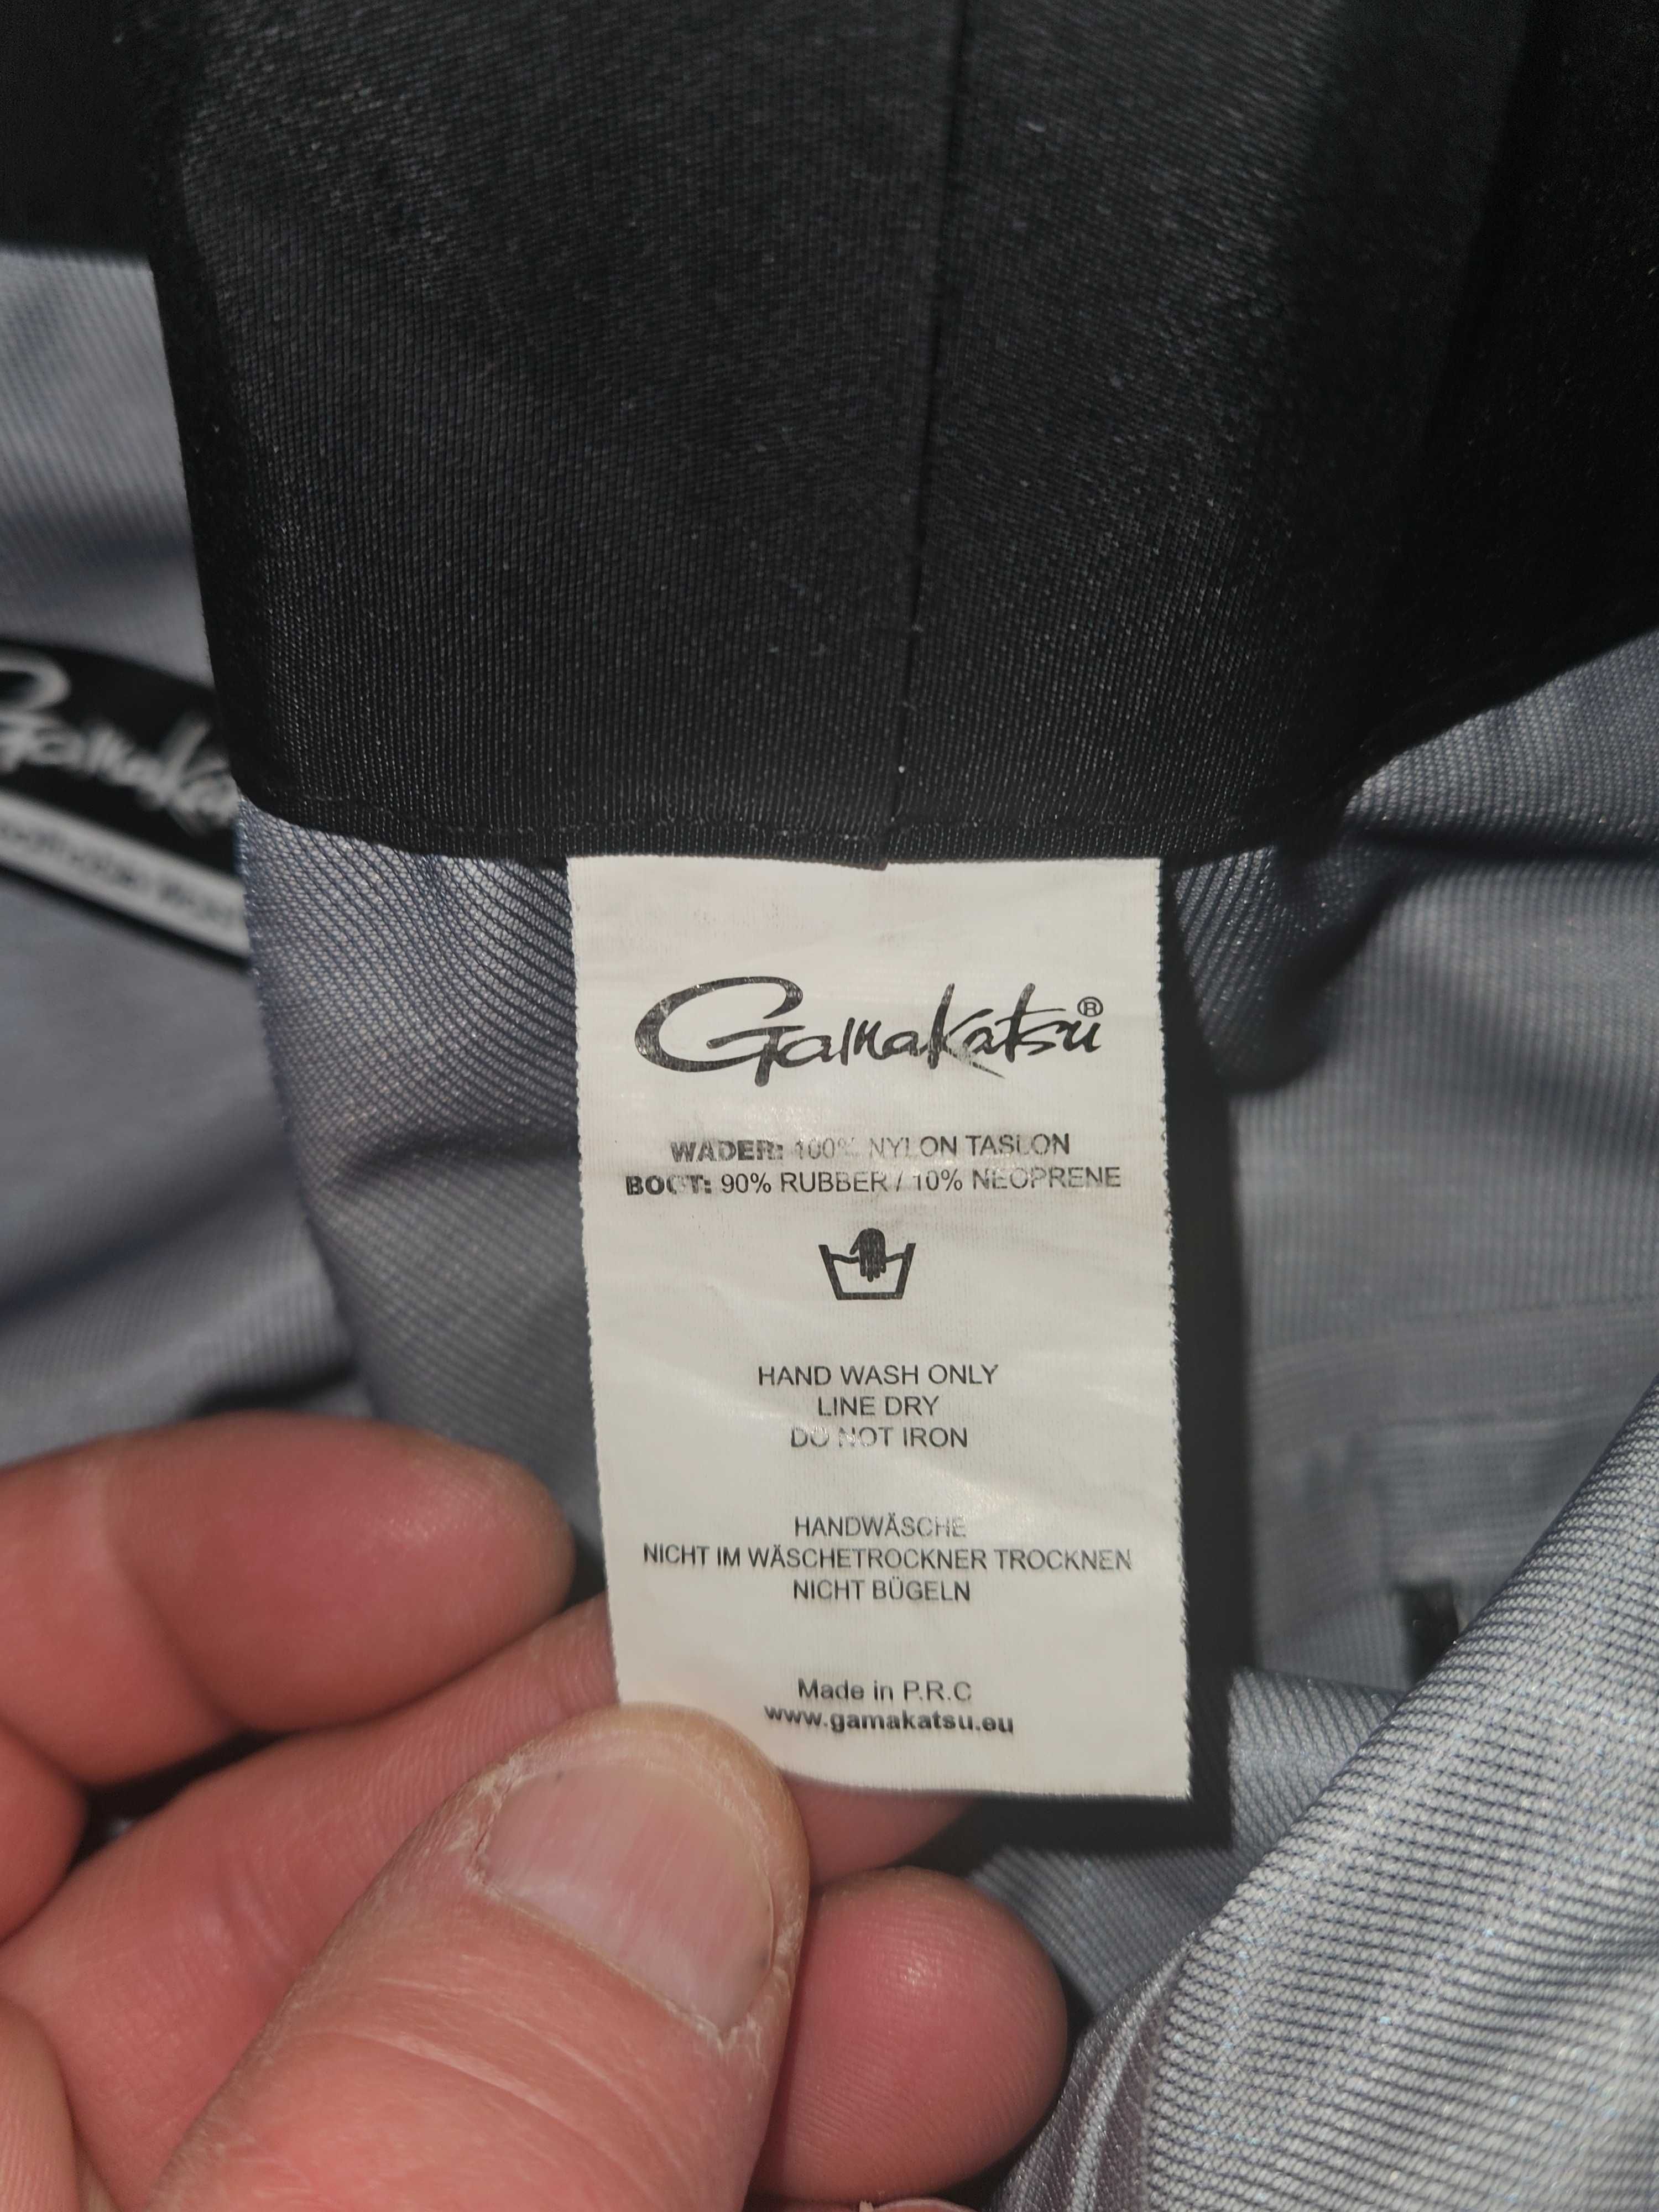 Gamakatsu®
WADER: 100% NYLON TASLON
BOOT: 90% RUBBER / 10% NEOPRENE
HAND WASH ONLY
LINE DRY
DO NOT IRON
HANDWÄSCHE
NICHT IM WÄSCHETROCKNER TROCKNEN
NICHT BÜGELN
Made in P.R.C
www.gamakatsu.eu
Gamaka